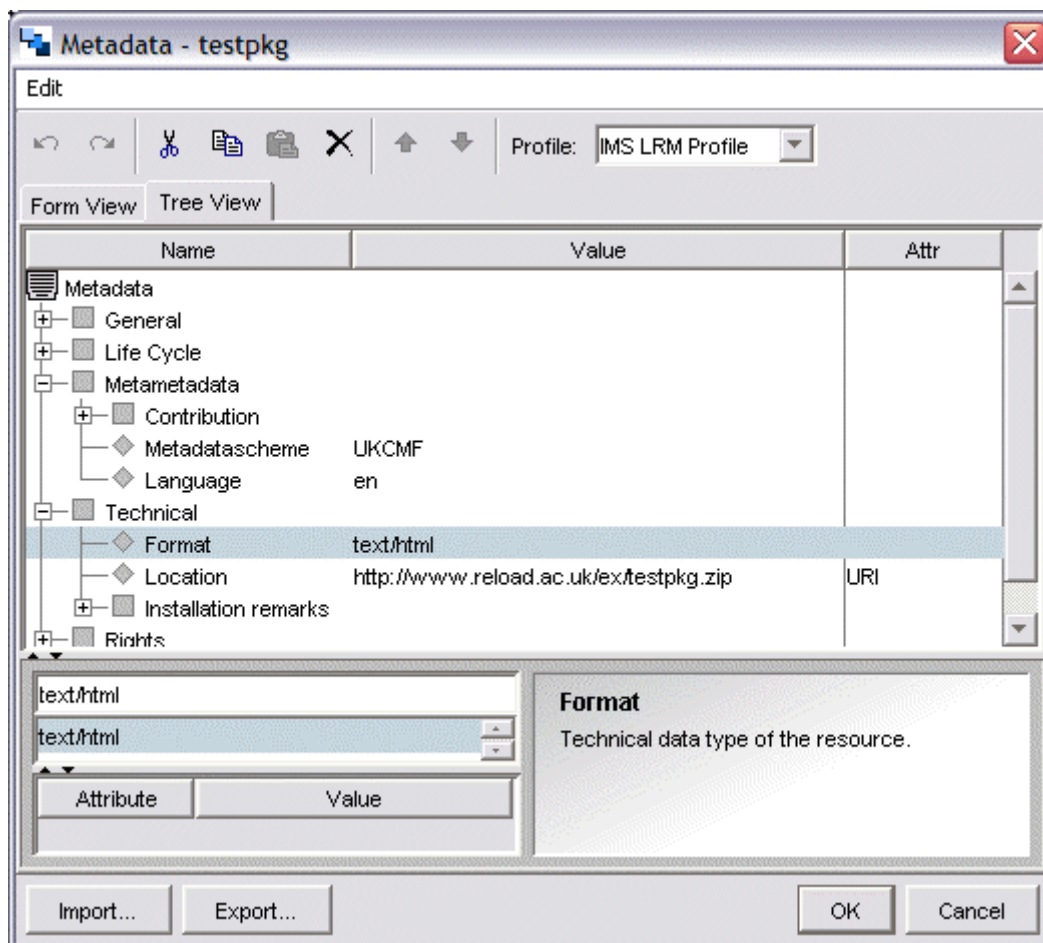 Metadata - testpkg
Edit
Profile: IMS LRM Profile
Form View Tree View
Name Value Attr
Metadata
General
Life Cycle
Metametadata
Contribution
Metadatascheme UKCMF
Language en
Technical
Format text/html
Location http://www.reload.ac.uk/ex/testpkg.zip URI
Installation remarks
Rights
text/html
text/html
Attribute Value
Format
Technical data type of the resource.
Import... Export... OK Cancel